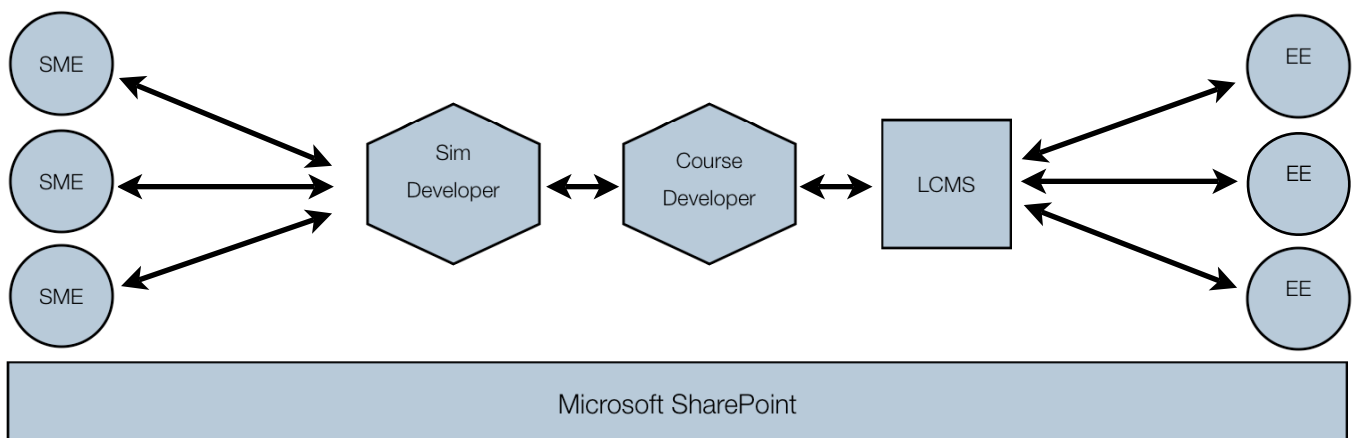 SME
SME
SME
Sim
Developer
Course
Developer
LCMS
EE
EE
EE
Microsoft SharePoint